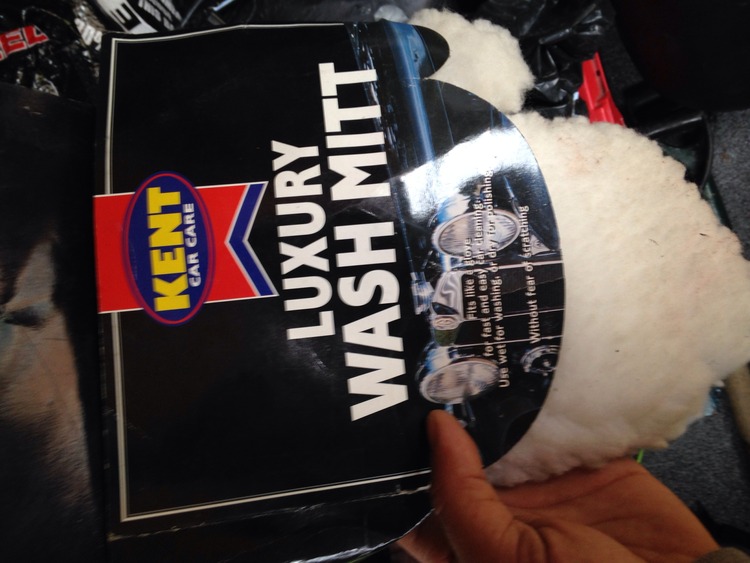 KENT
CAR CARE
LUXURY
WASH MITT
Fits like a glove
for fast and easy car cleaning.
Use wet for washing, or dry for polishing
Without fear of scratching